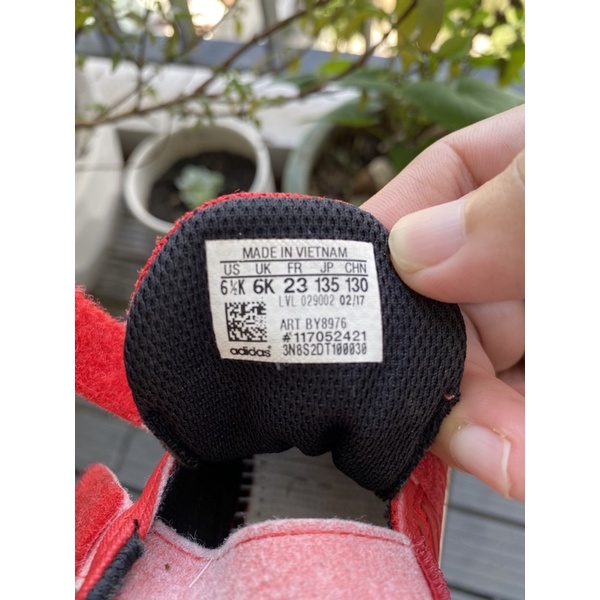 MADE IN VIETNAM
US UK FR JP CHN
6½K 6K 23 135 130
LVL 029002 02/17
ART BY8976
#117052421
adidas 3N8S2DT100030